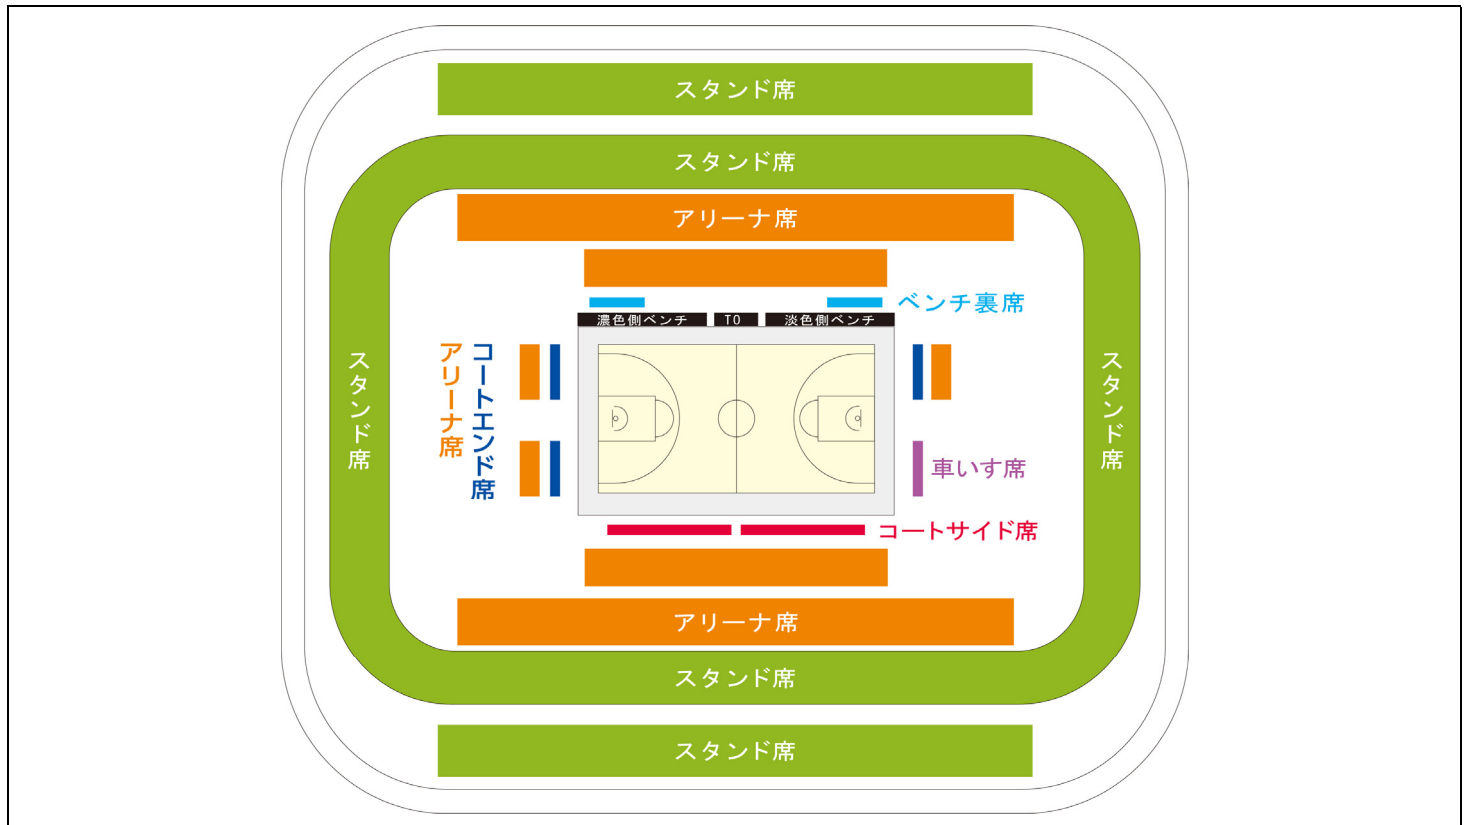 スタンド席
スタンド席
アリーナ席
ベンチ裏席
濃色側ベンチ
TO
淡色側ベンチ
スタンド席
アリーナ席
コートエンド席
スタンド席
車いす席
コートサイド席
アリーナ席
スタンド席
スタンド席